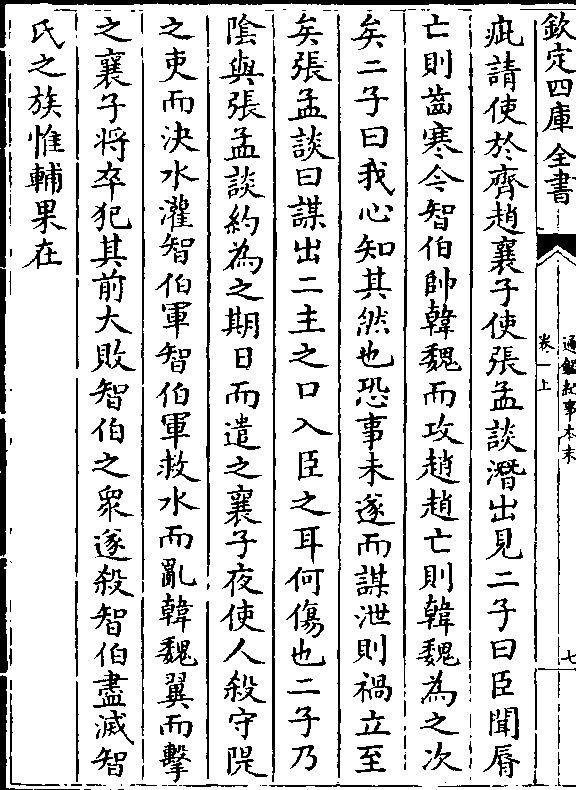 欽定四庫全書
通鑑紀事本末
卷一上
七
疵請使於齊趙襄子使張孟談潛出見二子曰臣聞脣
亡則齒寒今智伯帥韓魏而攻趙趙亡則韓魏為之次
矣二子曰我心知其然也恐事未遂而謀泄則禍立至
矣張孟談曰謀出二主之口入臣之耳何傷也二子乃
陰與張孟談約為之期日而遣之襄子夜使人殺守隄
之吏而決水灌智伯軍智伯軍救水而亂韓魏翼而擊
之襄子将卒犯其前大敗智伯之衆遂殺智伯盡滅智
氏之族惟輔果在